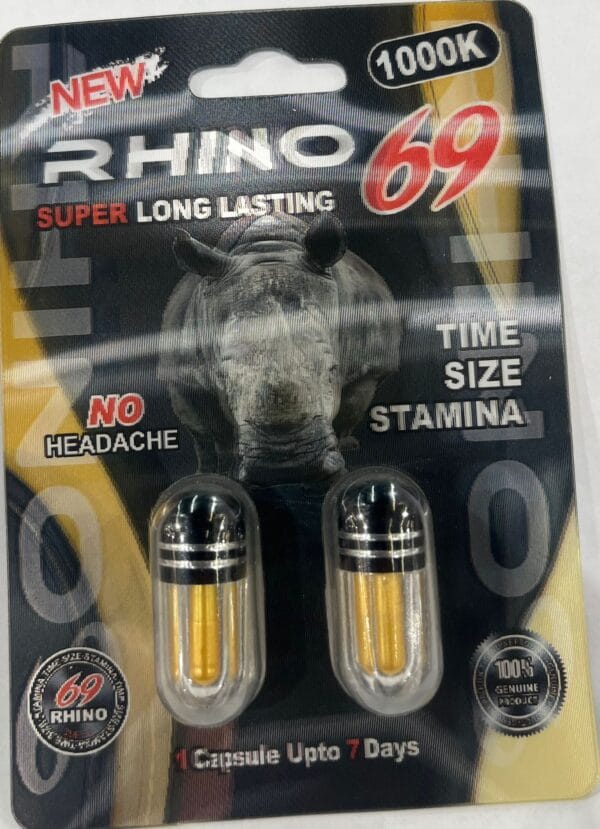 NEW
1000K
RHINO 69
SUPER LONG LASTING
TIME
SIZE
STAMINA
NO
HEADACHE
69
RHINO
100%
GENUINE
PRODUCT
1 Capsule Upto 7 Days